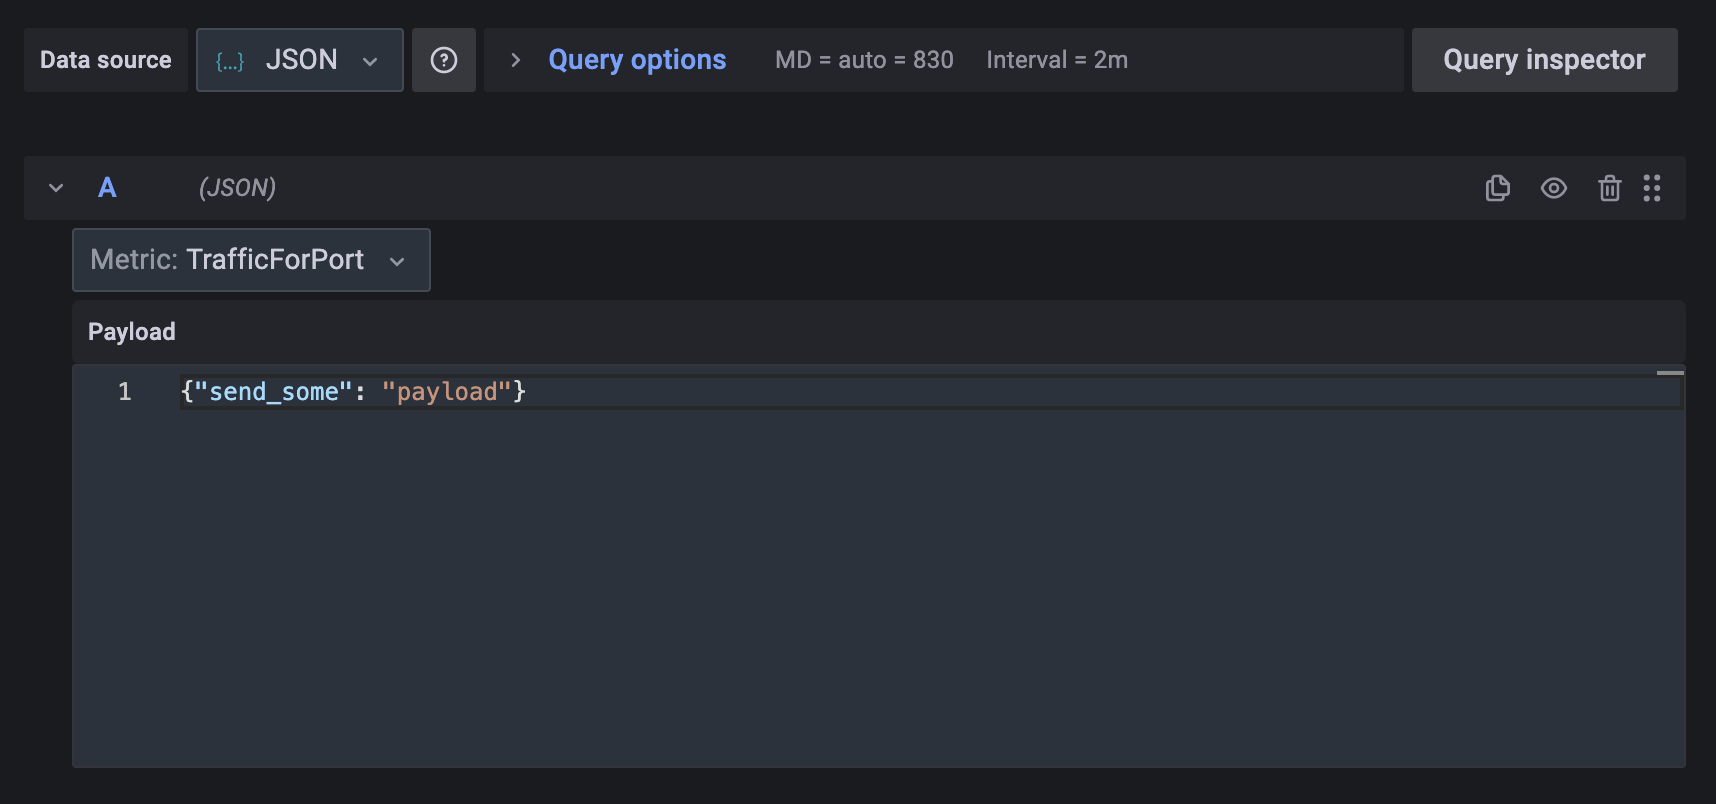 Data source {...} JSON Query options MD = auto = 830 Interval = 2m Query inspector
A (JSON)
Metric: TrafficForPort
Payload
1 {"send_some": "payload"}